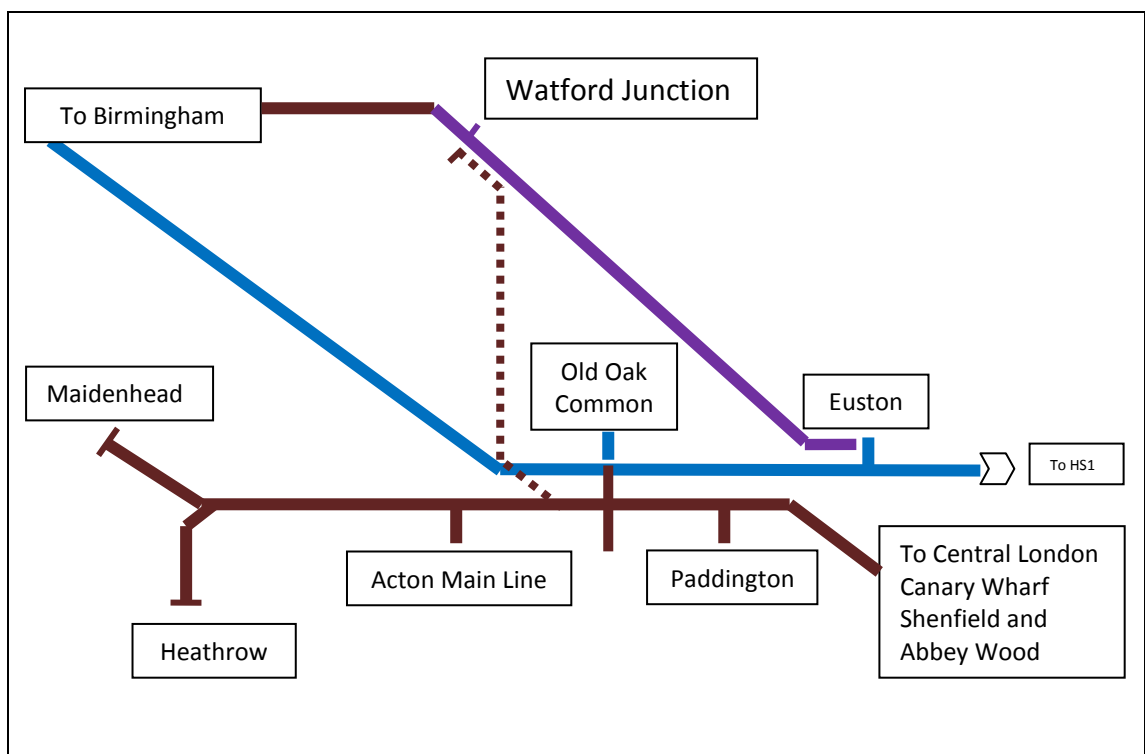 Watford Junction
To Birmingham
Old Oak
Common
Maidenhead
Euston
To HS1
Acton Main Line
Paddington
To Central London
Canary Wharf
Shenfield and
Abbey Wood
Heathrow